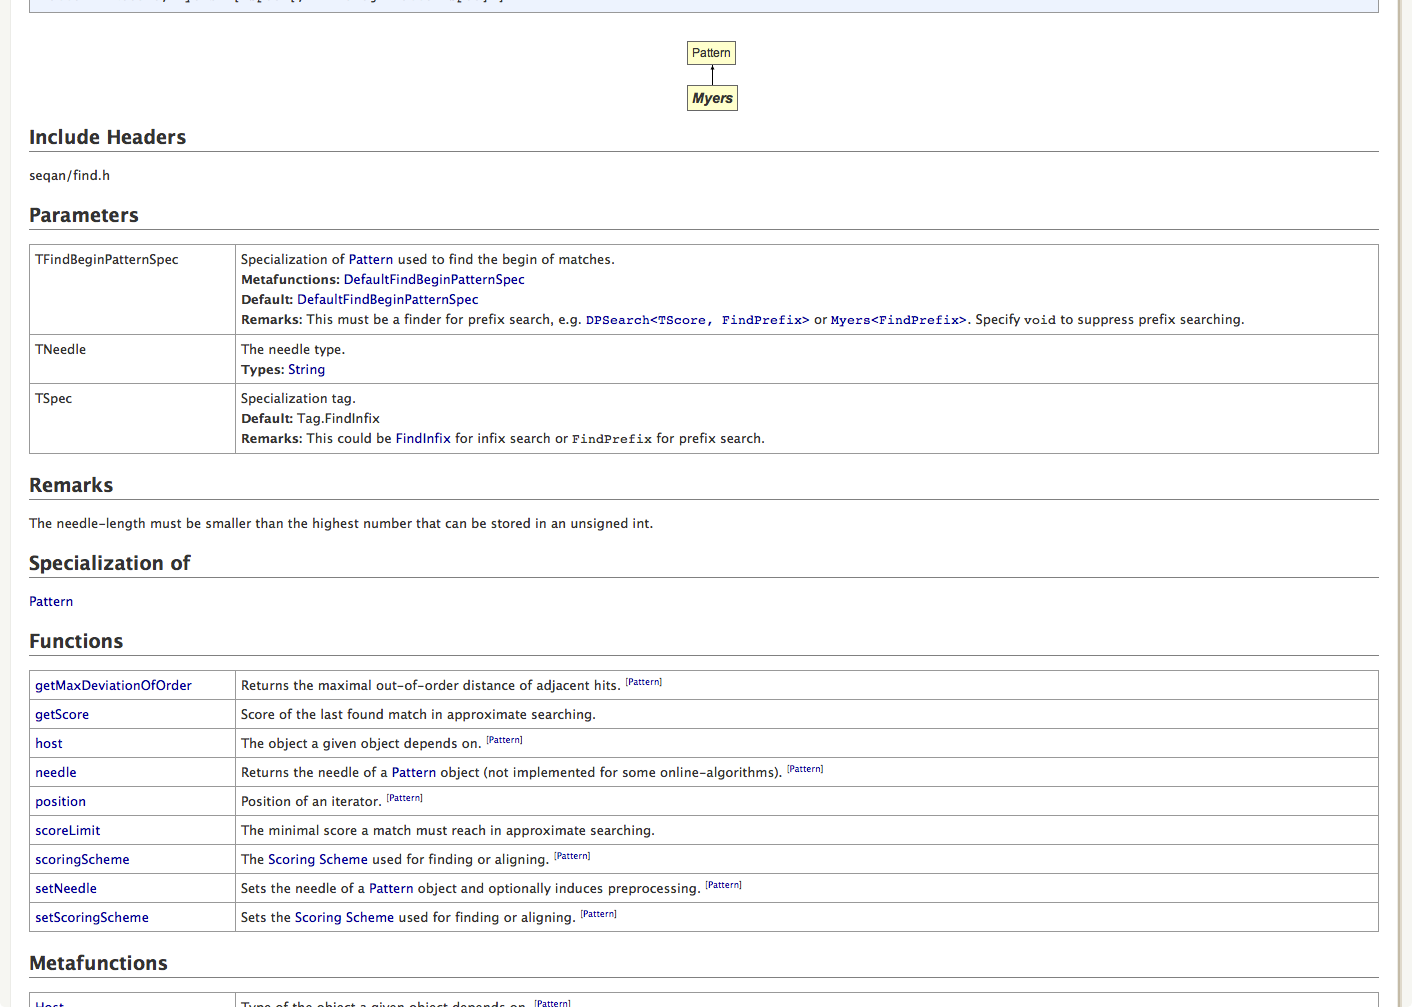 Pattern
Myers
Include Headers
seqan/find.h
Parameters
TFindBeginPatternSpec
Specialization of Pattern used to find the begin of matches.
Metafunctions: DefaultFindBeginPatternSpec
Default: DefaultFindBeginPatternSpec
Remarks: This must be a finder for prefix search, e.g. DPSearch<TScore, FindPrefix> or Myers<FindPrefix>. Specify void to suppress prefix searching.
TNeedle
The needle type.
Types: String
TSpec
Specialization tag.
Default: Tag.FindInfix
Remarks: This could be FindInfix for infix search or FindPrefix for prefix search.
Remarks
The needle-length must be smaller than the highest number that can be stored in an unsigned int.
Specialization of
Pattern
Functions
getMaxDeviationOfOrder Returns the maximal out-of-order distance of adjacent hits. [Pattern]
getScore Score of the last found match in approximate searching.
host The object a given object depends on. [Pattern]
needle Returns the needle of a Pattern object (not implemented for some online-algorithms). [Pattern]
position Position of an iterator. [Pattern]
scoreLimit The minimal score a match must reach in approximate searching.
scoringScheme The Scoring Scheme used for finding or aligning. [Pattern]
setNeedle Sets the needle of a Pattern object and optionally induces preprocessing. [Pattern]
setScoringScheme Sets the Scoring Scheme used for finding or aligning. [Pattern]
Metafunctions
Host Type of the object a given object depends on. [Pattern]